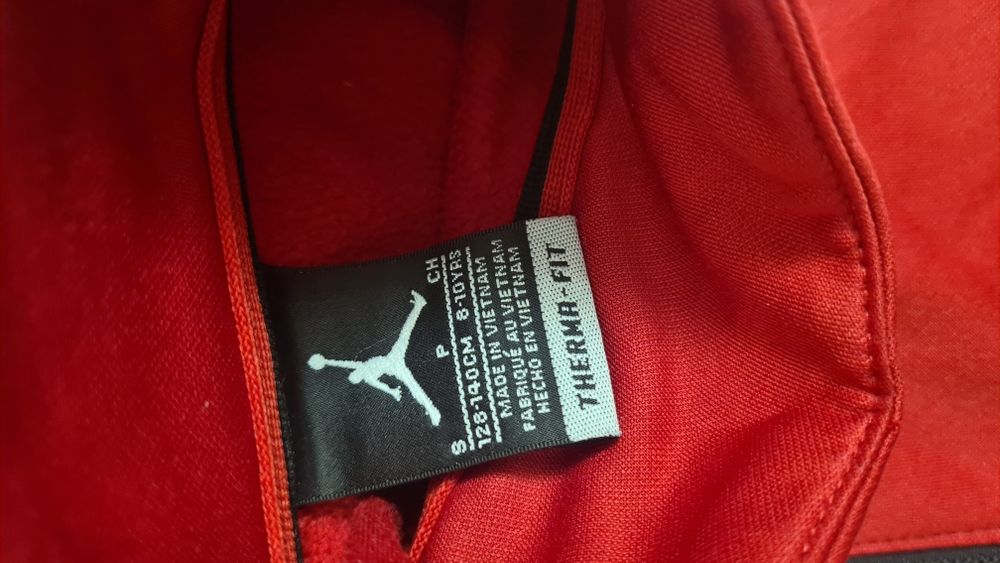 S P CH
128-140CM 8-10YRS
MADE IN VIETNAM
FABRIQUÉ AU VIETNAM
HECHO EN VIETNAM
THERMA-FIT